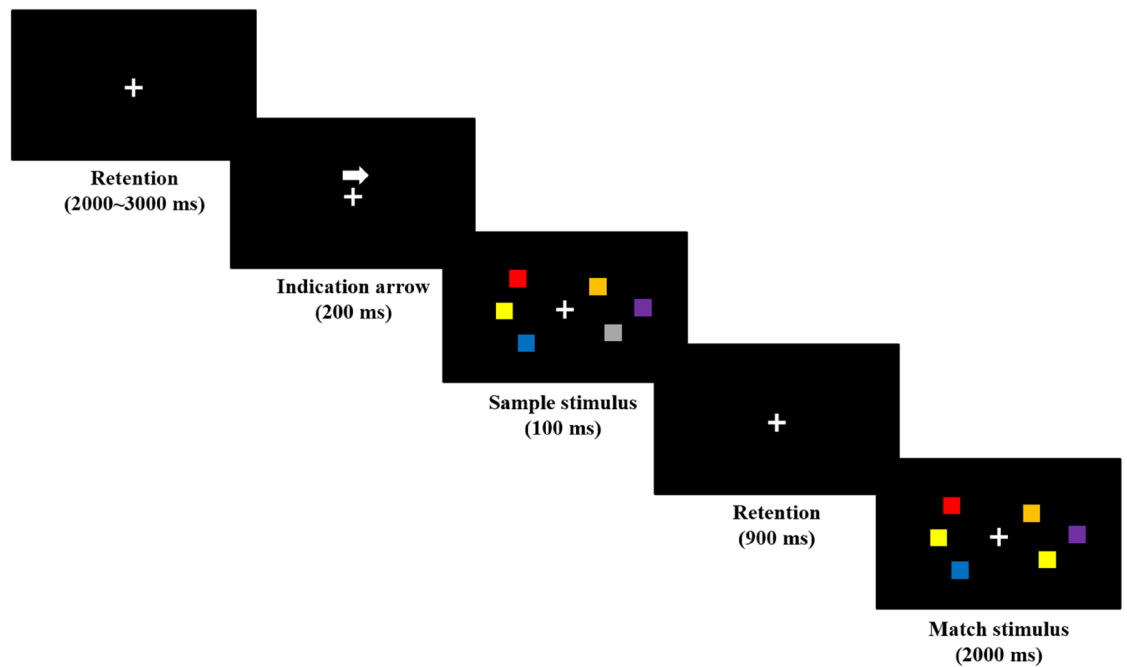 Retention
(2000~3000 ms)
Indication arrow
(200 ms)
Sample stimulus
(100 ms)
Retention
(900 ms)
Match stimulus
(2000 ms)